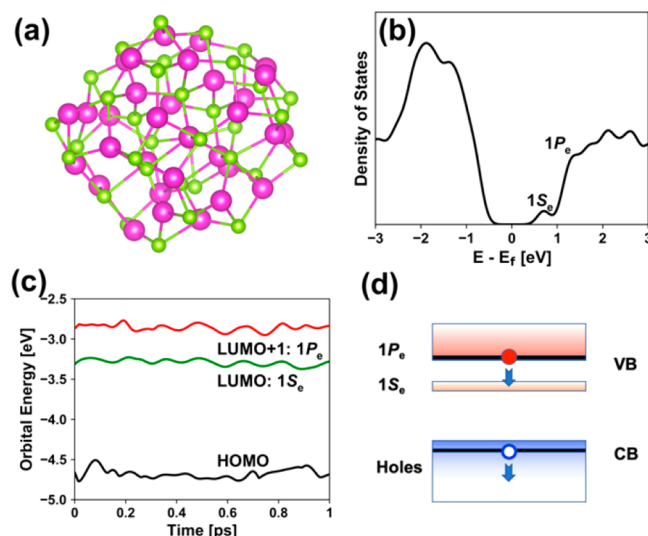 (a)
(b)
Density of States
1Pe
1Se
−3 −2 −1 0 1 2 3
E - Ef [eV]
(c)
−2.5
−3.0
−3.5
−4.0
−4.5
−5.0
Orbital Energy [eV]
LUMO+1: 1Pe
LUMO: 1Se
HOMO
0 0.2 0.4 0.6 0.8 1
Time [ps]
(d)
1Pe
VB
1Se
Holes
CB